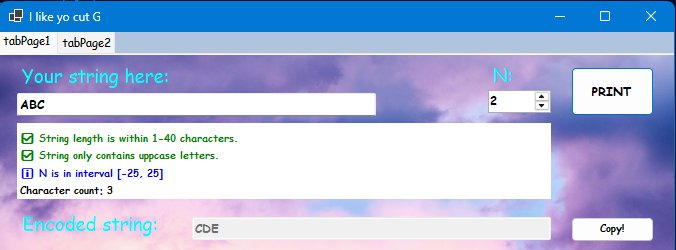 I like yo cut G
tabPage1 tabPage2
Your string here: N:
ABC 2 PRINT
String length is within 1-40 characters.
String only contains uppcase letters.
N is in interval [-25, 25]
Character count: 3
Encoded string: CDE Copy!